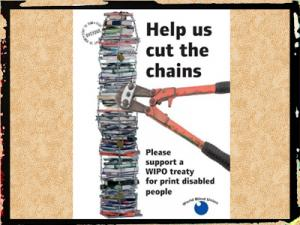 Help us
cut the
chains
Please
support a
WIPO treaty
for print disabled
people
World Blind Union